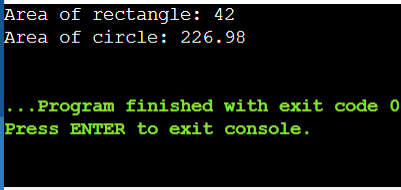 Area of rectangle: 42
Area of circle: 226.98
...Program finished with exit code 0
Press ENTER to exit console.